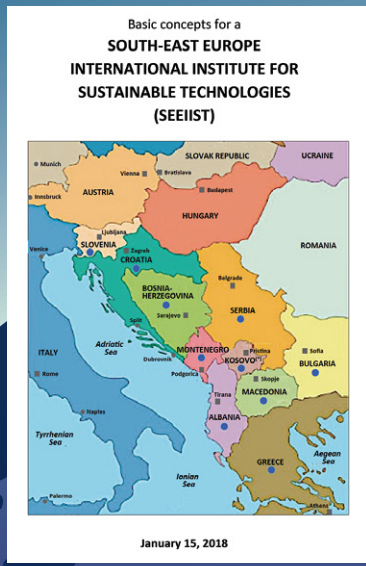 Basic concepts for a
SOUTH-EAST EUROPE
INTERNATIONAL INSTITUTE FOR
SUSTAINABLE TECHNOLOGIES
(SEEIIST)
Munich
SLOVAK REPUBLIC
UKRAINE
Vienna
Bratislava
AUSTRIA
Innsbruck
Budapest
HUNGARY
Ljubljana
SLOVENIA
Zagreb
ROMANIA
Venice
CROATIA
Belgrade
BOSNIA-
HERZEGOVINA
Sarajevo
SERBIA
Split
Adriatic
Sea
MONTENEGRO
Pristina
Sofia
ITALY
Dubrovnik
KOSOVO
BULGARIA
Rome
Podgorica
Skopje
Tirana
MACEDONIA
Naples
ALBANIA
Tyrrhenian
Sea
GREECE
Aegean
Sea
Ionian
Sea
Palermo
Athens
January 15, 2018